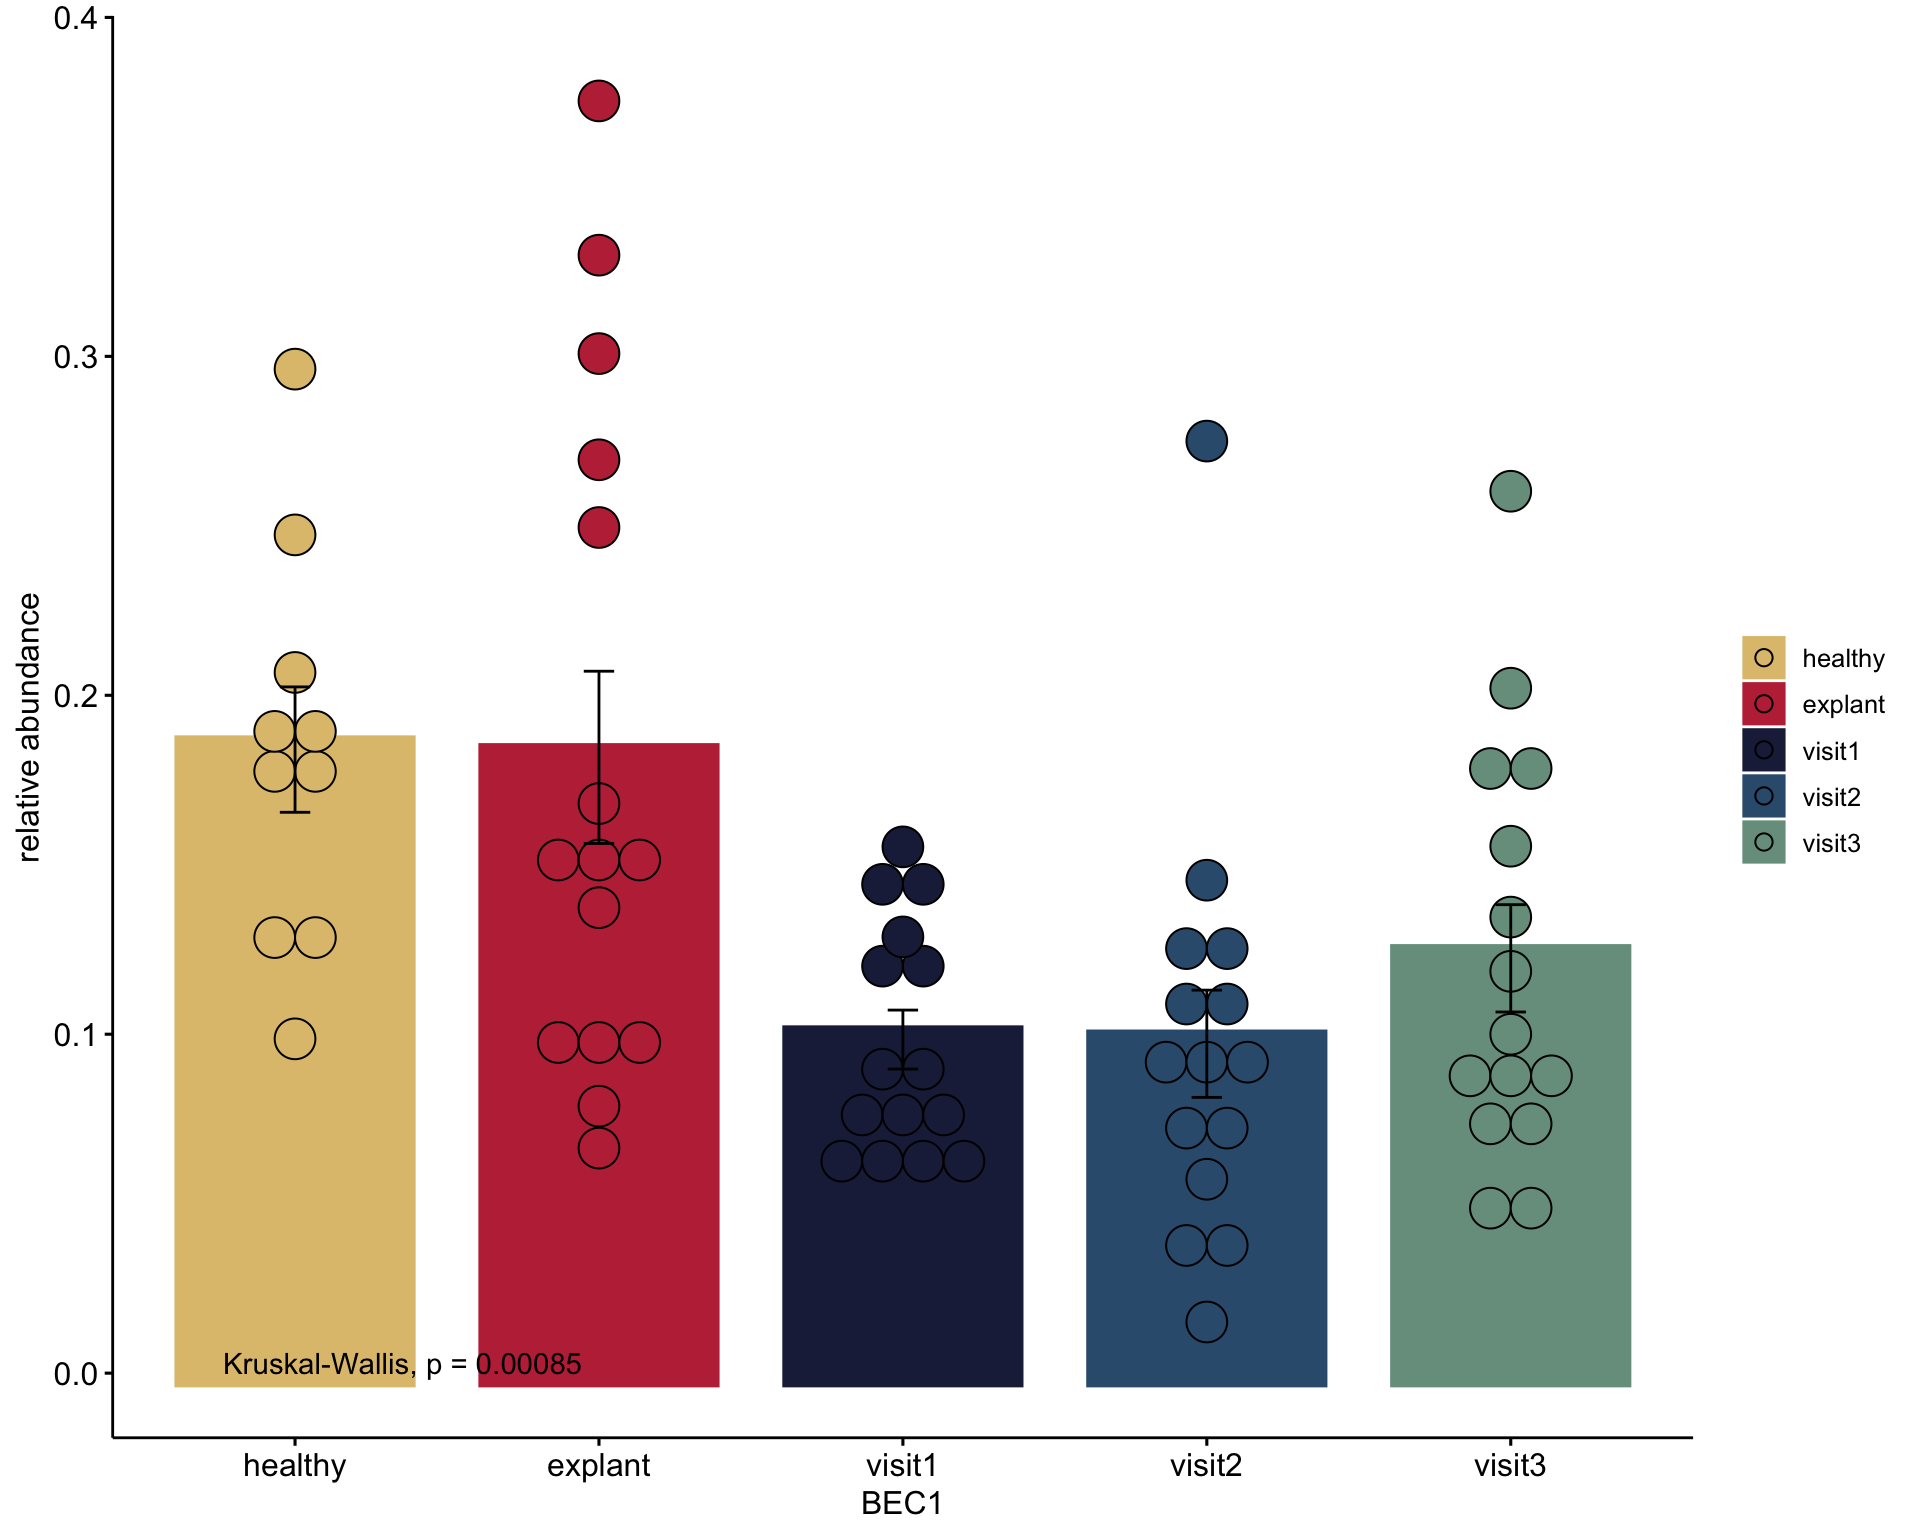 0.4
0.3
0.2
0.1
0.0
relative abundance
Kruskal-Wallis, p = 0.00085
healthy
explant
visit1
visit2
visit3
BEC1
healthy
explant
visit1
visit2
visit3